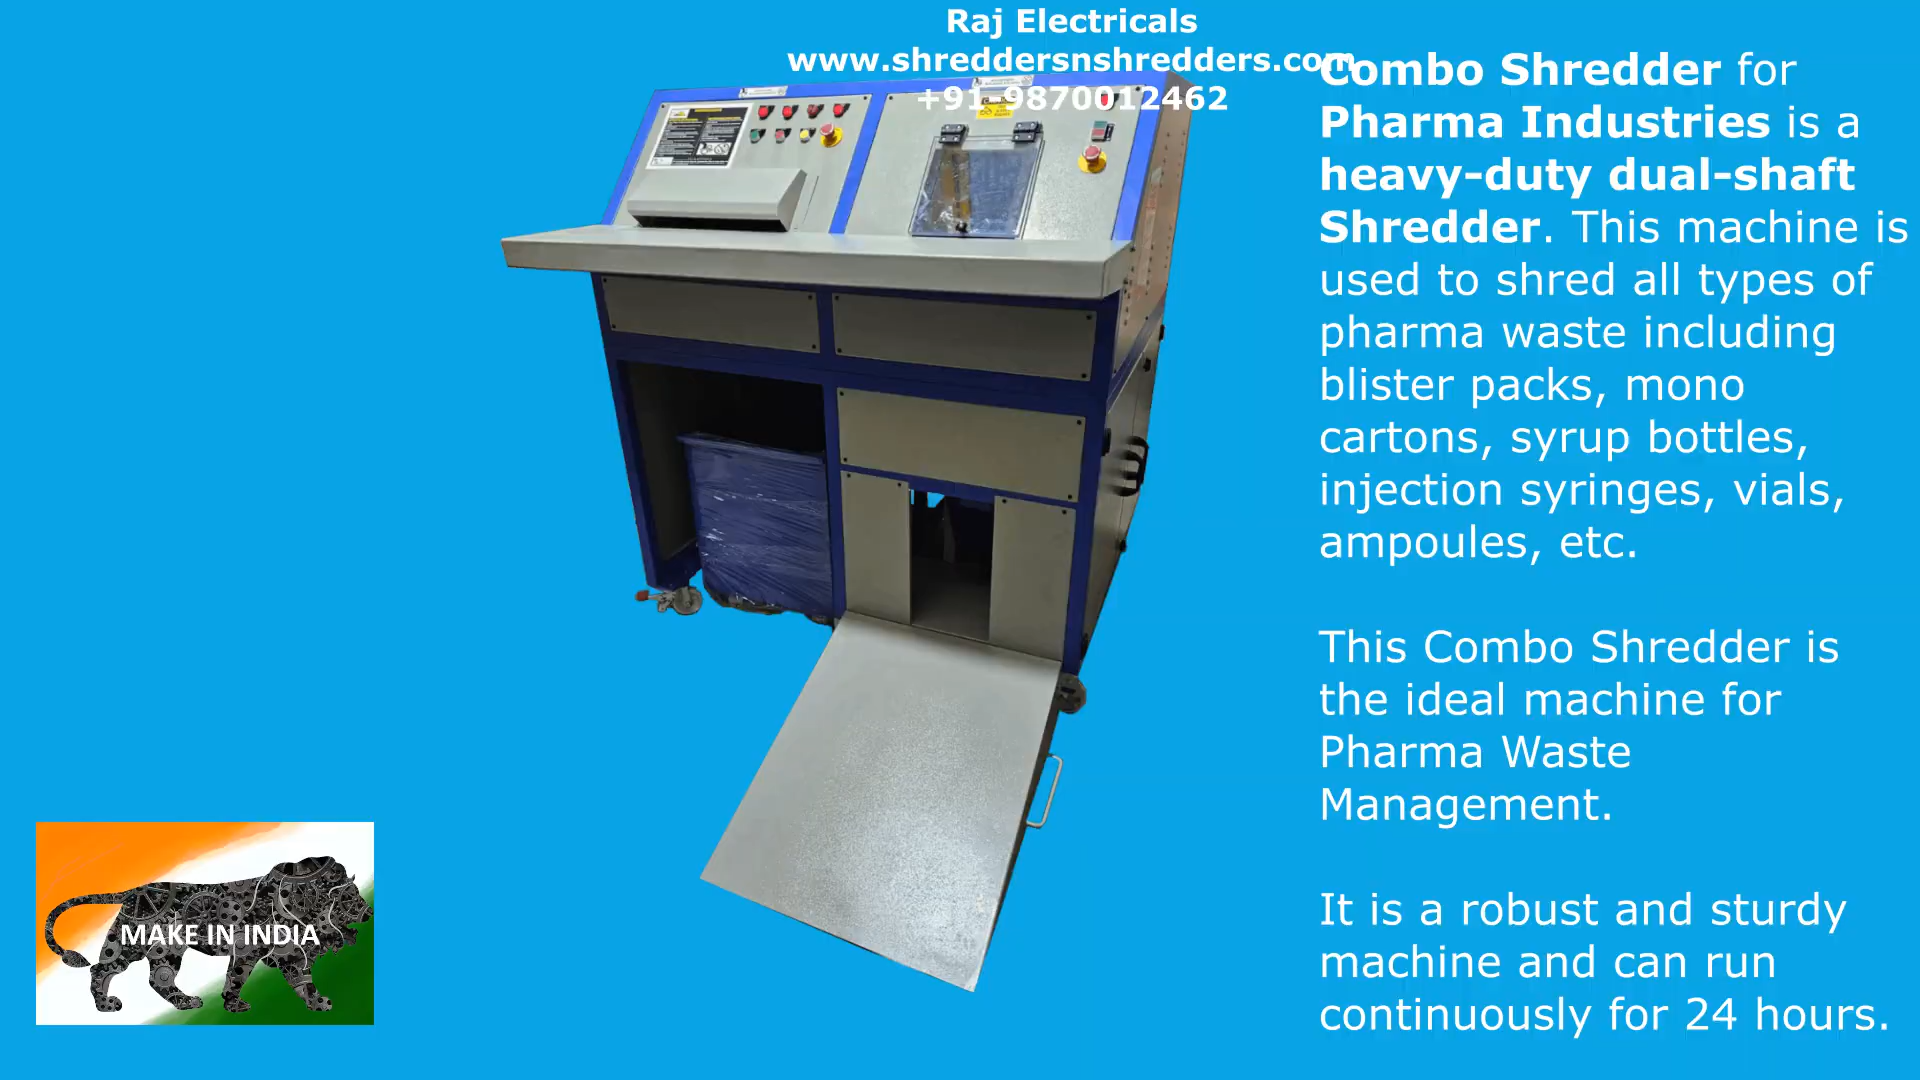 Raj Electricals
www.shreddersnshredders.com
+91-9870012462
Combo Shredder for
Pharma Industries is a
heavy-duty dual-shaft
Shredder. This machine is
used to shred all types of
pharma waste including
blister packs, mono
cartons, syrup bottles,
injection syringes, vials,
ampoules, etc.
This Combo Shredder is
the ideal machine for
Pharma Waste
Management.
It is a robust and sturdy
machine and can run
continuously for 24 hours.
MAKE IN INDIA